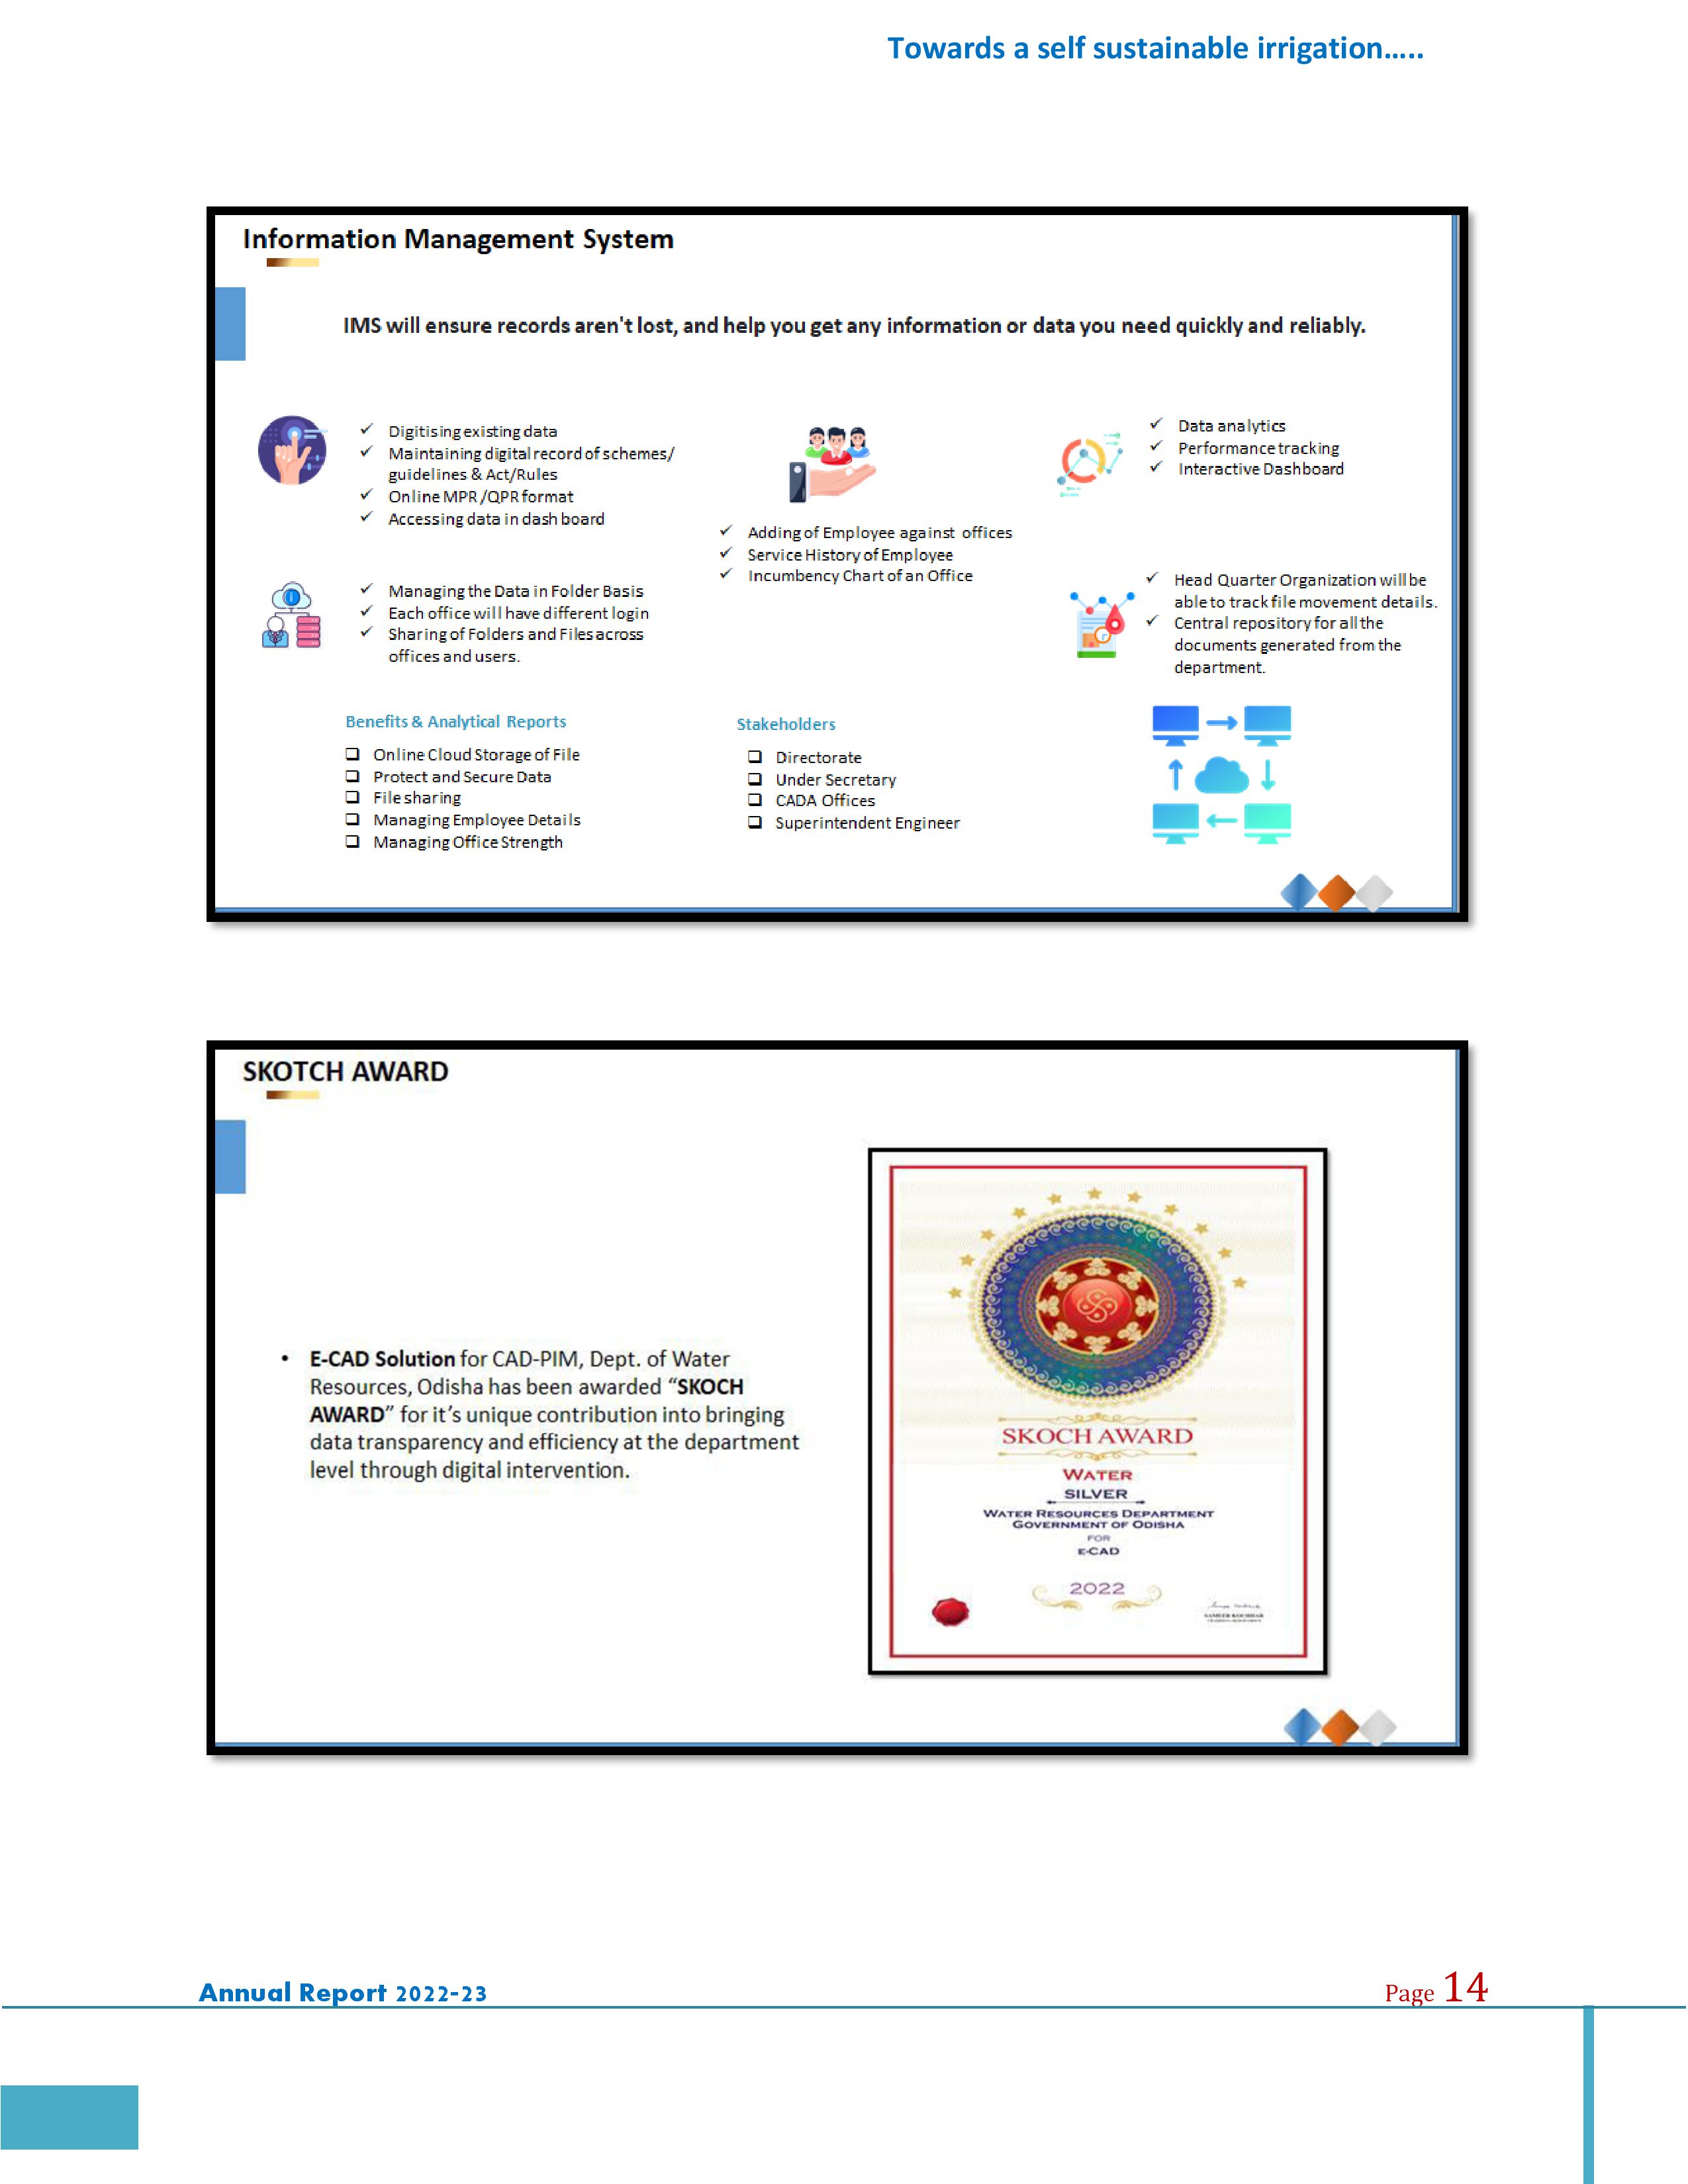 Towards a self sustainable irrigation.....
Information Management System
IMS will ensure records aren't lost, and help you get any information or data you need quickly and reliably.
✓ Digitising existing data
✓ Maintaining digital record of schemes/
guidelines & Act/Rules
✓ Online MPR /QPR format
✓ Accessing data in dash board
✓ Managing the Data in Folder Basis
✓ Each office will have different login
✓ Sharing of Folders and Files across
offices and users.
✓ Adding of Employee against offices
✓ Service History of Employee
✓ Incumbency Chart of an Office
✓ Data analytics
✓ Performance tracking
✓ Interactive Dashboard
✓ Head Quarter Organization will be
able to track file movement details.
✓ Central repository for all the
documents generated from the
department.
Benefits & Analytical Reports
❑ Online Cloud Storage of File
❑ Protect and Secure Data
❑ File sharing
❑ Managing Employee Details
❑ Managing Office Strength
Stakeholders
❑ Directorate
❑ Under Secretary
❑ CADA Offices
❑ Superintendent Engineer
SKOTCH AWARD
• E-CAD Solution for CAD-PIM, Dept. of Water
Resources, Odisha has been awarded “SKOCH
AWARD” for it’s unique contribution into bringing
data transparency and efficiency at the department
level through digital intervention.
SKOCH AWARD
WATER
SILVER
WATER RESOURCES DEPARTMENT
GOVERNMENT OF ODISHA
FOR
E-CAD
2022
SAMEER KOCHHAR
Annual Report 2022-23
Page 14